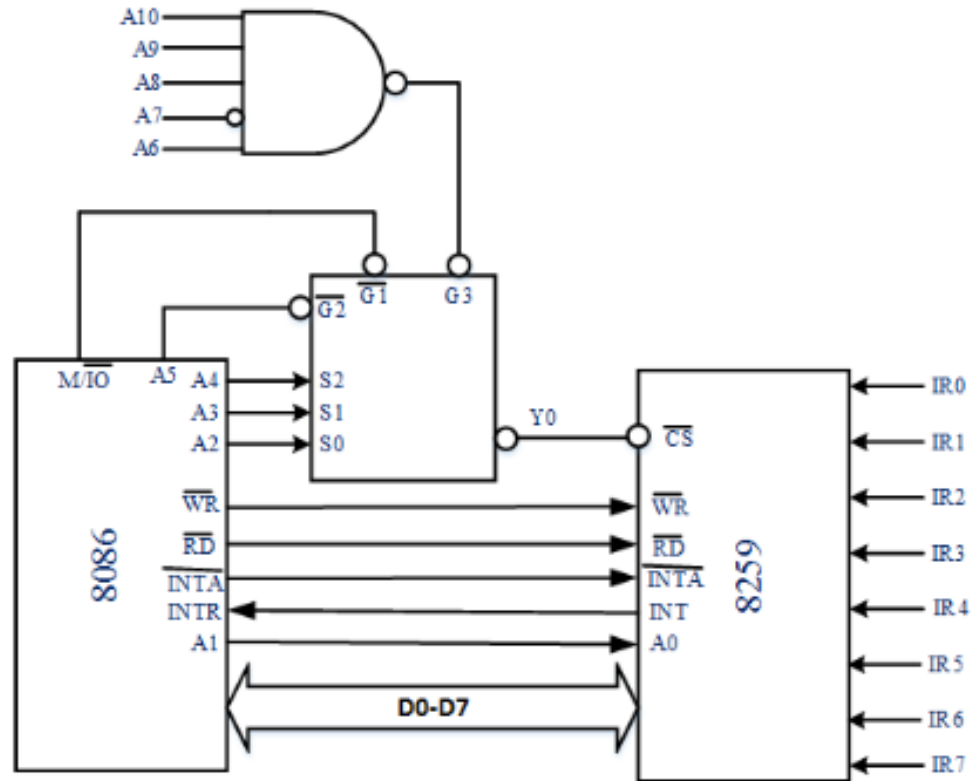 A10
A9
A8
A7
A6
G1
G3
G2
M/IO
A5
A4
A3
A2
S2
S1
S0
Y0
CS
WR
RD
INTA
INTR
A1
8086
WR
RD
INTA
INT
A0
8259
D0-D7
IR0
IR1
IR2
IR3
IR4
IR5
IR6
IR7